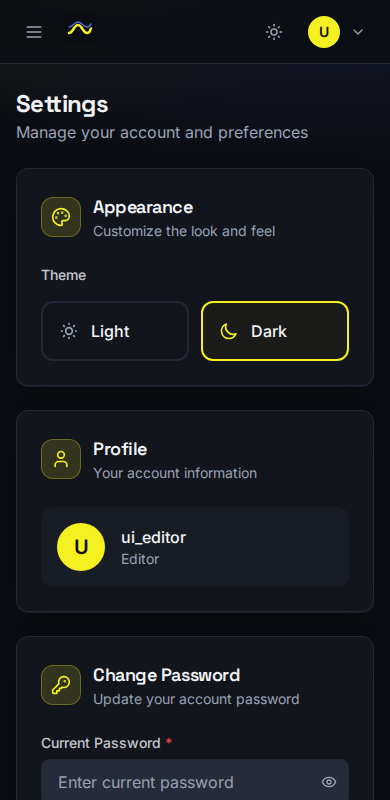 U
Settings
Manage your account and preferences
Appearance
Customize the look and feel
Theme
Light
Dark
Profile
Your account information
U
ui_editor
Editor
Change Password
Update your account password
Current Password *
Enter current password